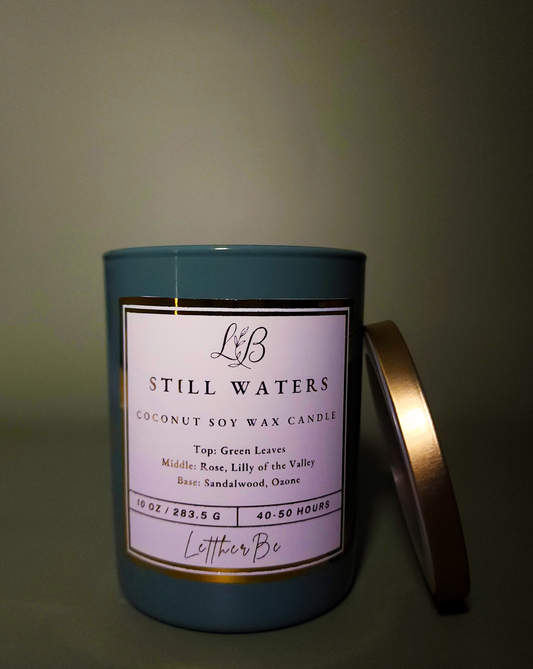 LB
STILL WATERS
COCONUT SOY WAX CANDLE
Top: Green Leaves
Middle: Rose, Lilly of the Valley
Base: Sandalwood, Ozone
10 OZ / 283.5 G 40-50 HOURS
LettherBe